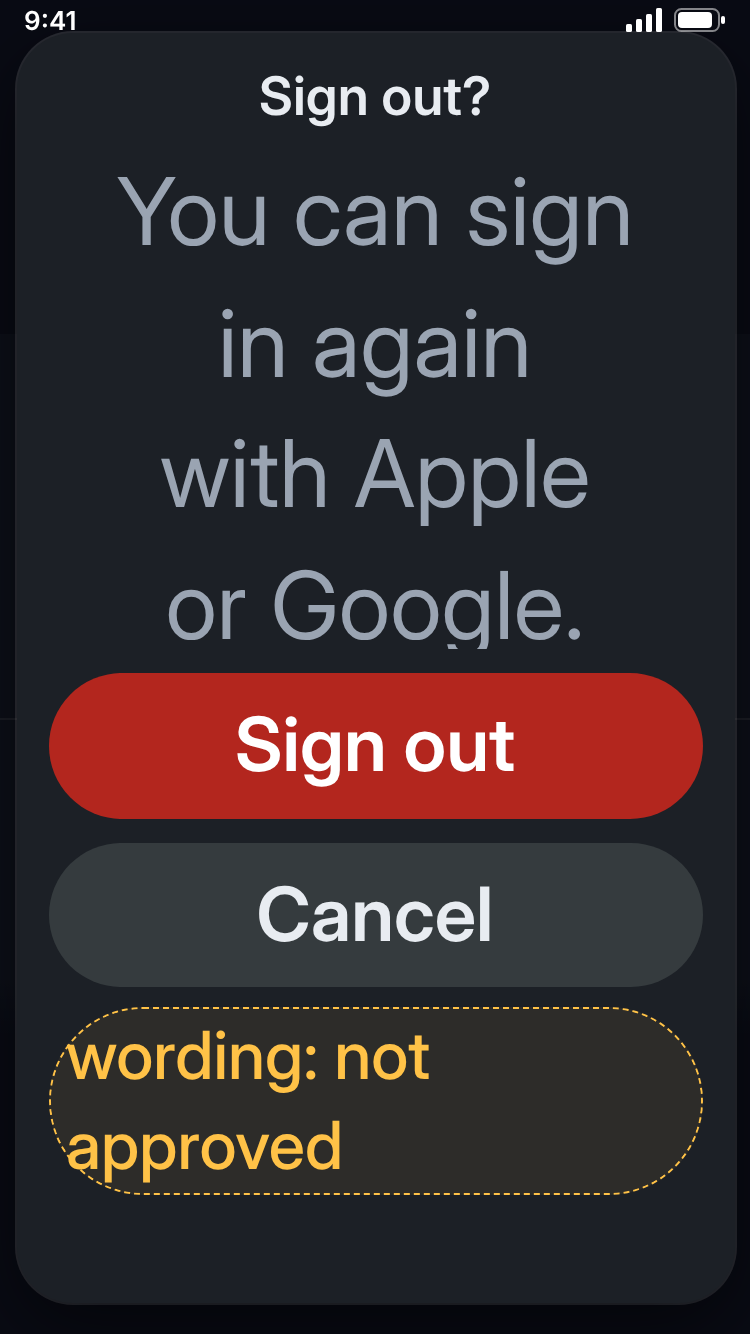 9:41
Sign out?
You can sign
in again
with Apple
or Google.
Sign out
Cancel
wording: not
approved